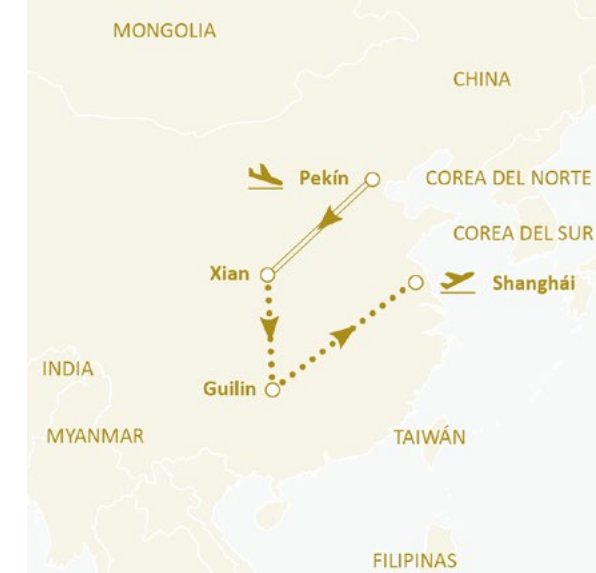 MONGOLIA
CHINA
Pekín
COREA DEL NORTE
COREA DEL SUR
Xian
Shanghái
INDIA
Guilin
MYANMAR
TAIWÁN
FILIPINAS